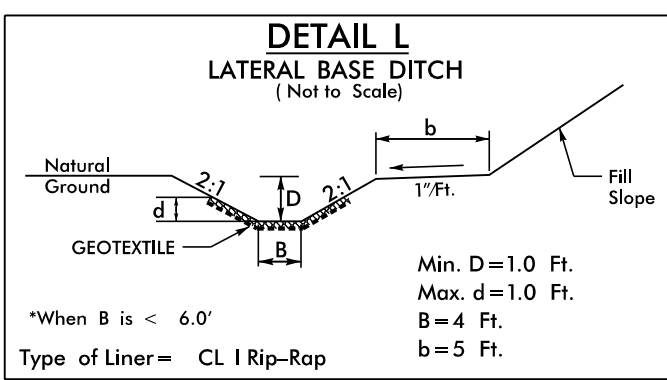 DETAIL L
LATERAL BASE DITCH
( Not to Scale)
b
Natural
Ground
2:1
D
2:1
1"/Ft.
Fill
Slope
d
GEOTEXTILE
B
Min. D=1.0 Ft.
Max. d=1.0 Ft.
*When B is < 6.0'
B=4 Ft.
Type of Liner= CL I Rip-Rap
b=5 Ft.